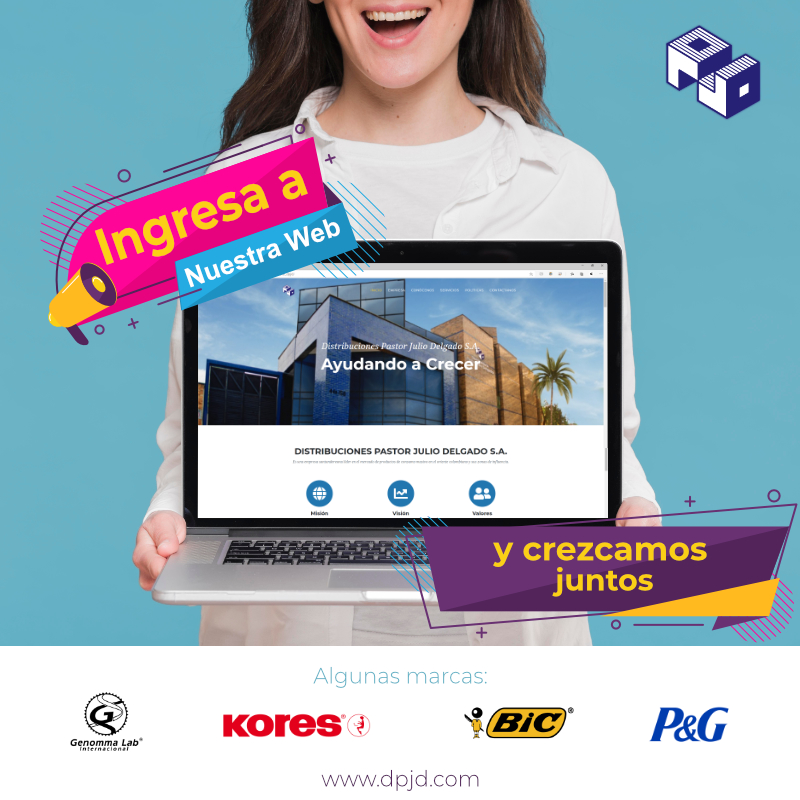 Ingresa a
Nuestra Web
Distribuciones Pastor Julio Delgado S.A.
Ayudando a Crecer
DISTRIBUCIONES PASTOR JULIO DELGADO S.A.
Misión
Visión
Valores
y crezcamos
juntos
Algunas marcas:
Genomma Lab®
Internacional
KORES®
BiC®
P&G
www.dpjd.com